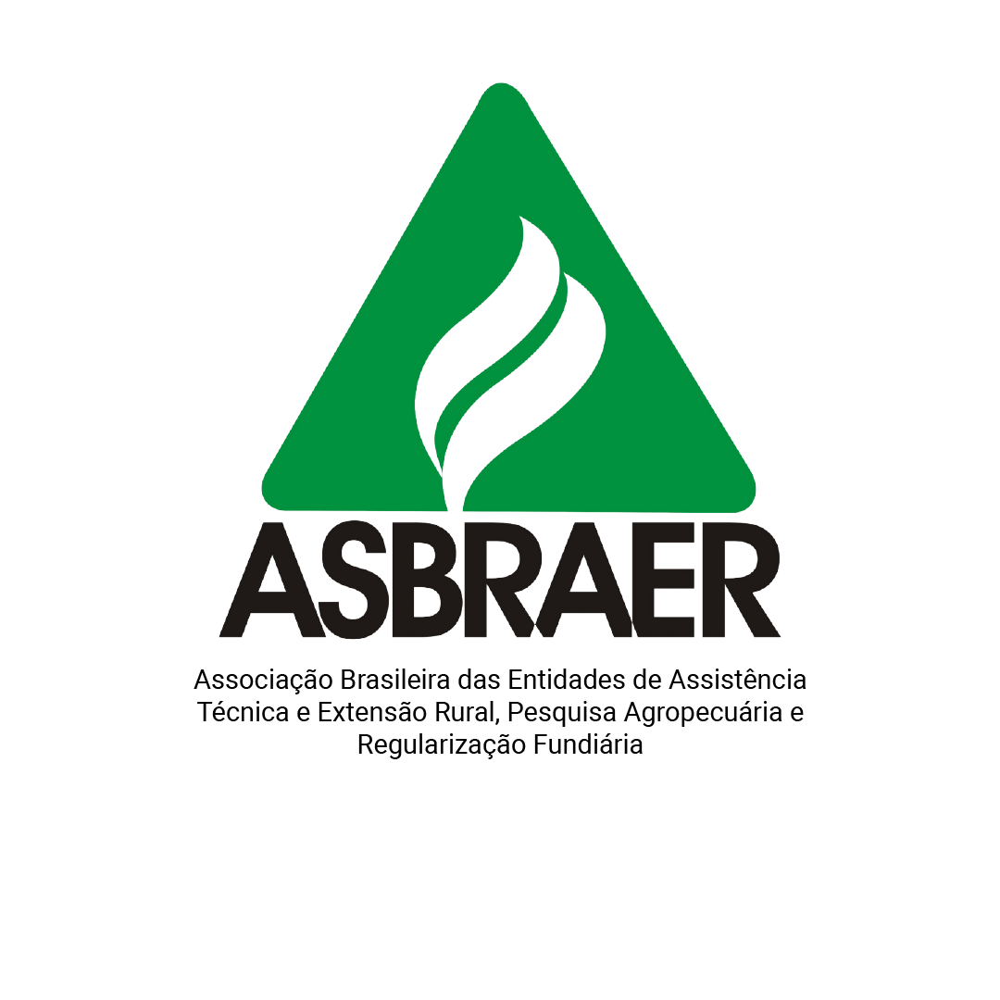 ASBRAER
Associação Brasileira das Entidades de Assistência
Técnica e Extensão Rural, Pesquisa Agropecuária e
Regularização Fundiária